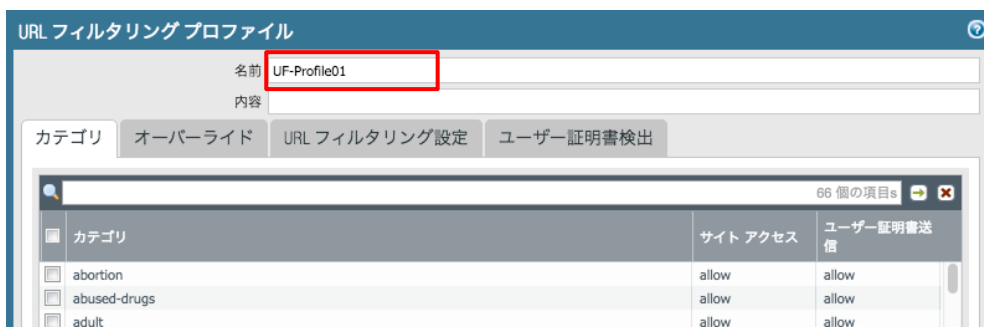 URL フィルタリング プロファイル
名前 UF-Profile01
内容
カテゴリ オーバーライド URL フィルタリング設定 ユーザー証明書検出
66 個の項目s
カテゴリ サイト アクセス ユーザー証明書送信
abortion allow allow
abused-drugs allow allow
adult allow allow